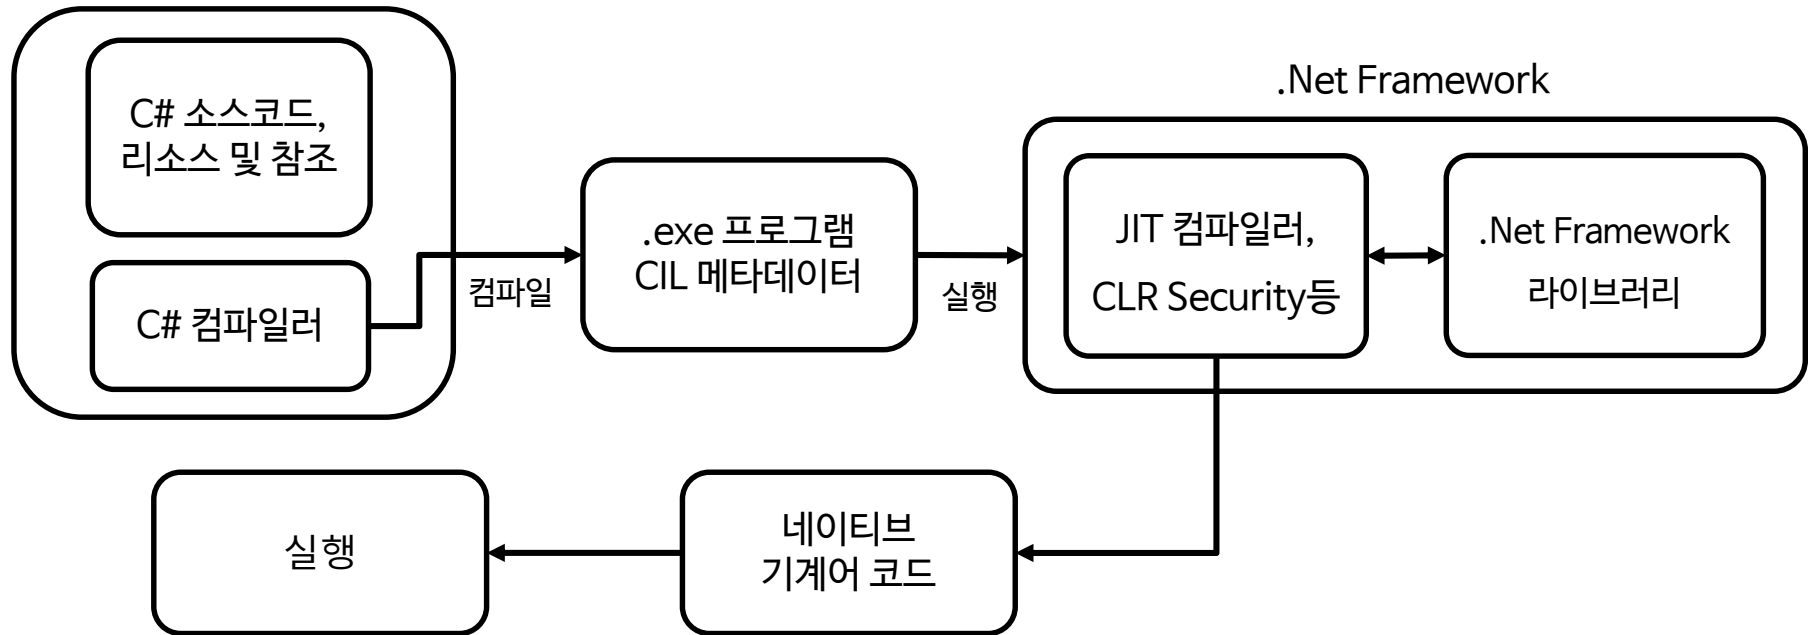 C# 소스코드,
리소스 및 참조
C# 컴파일러
컴파일
.exe 프로그램
CIL 메타데이터
실행
.Net Framework
JIT 컴파일러,
CLR Security등
.Net Framework
라이브러리
네이티브
기계어 코드
실행